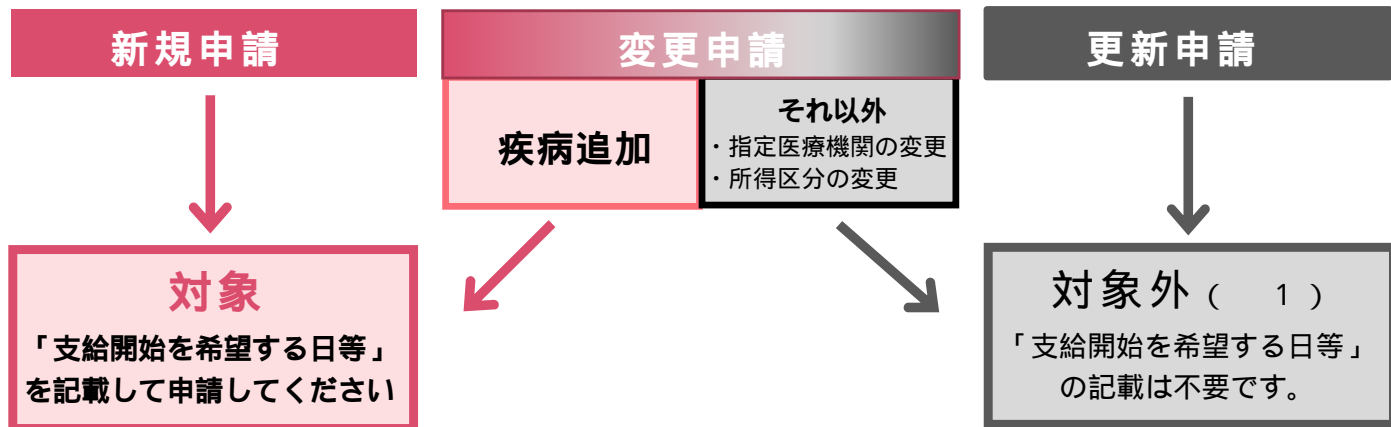 新規申請
変更申請
更新申請
疾病追加
それ以外
・指定医療機関の変更
・所得区分の変更
対象
「支給開始を希望する日等」
を記載して申請してください
対象外（　1）
「支給開始を希望する日等」
の記載は不要です。